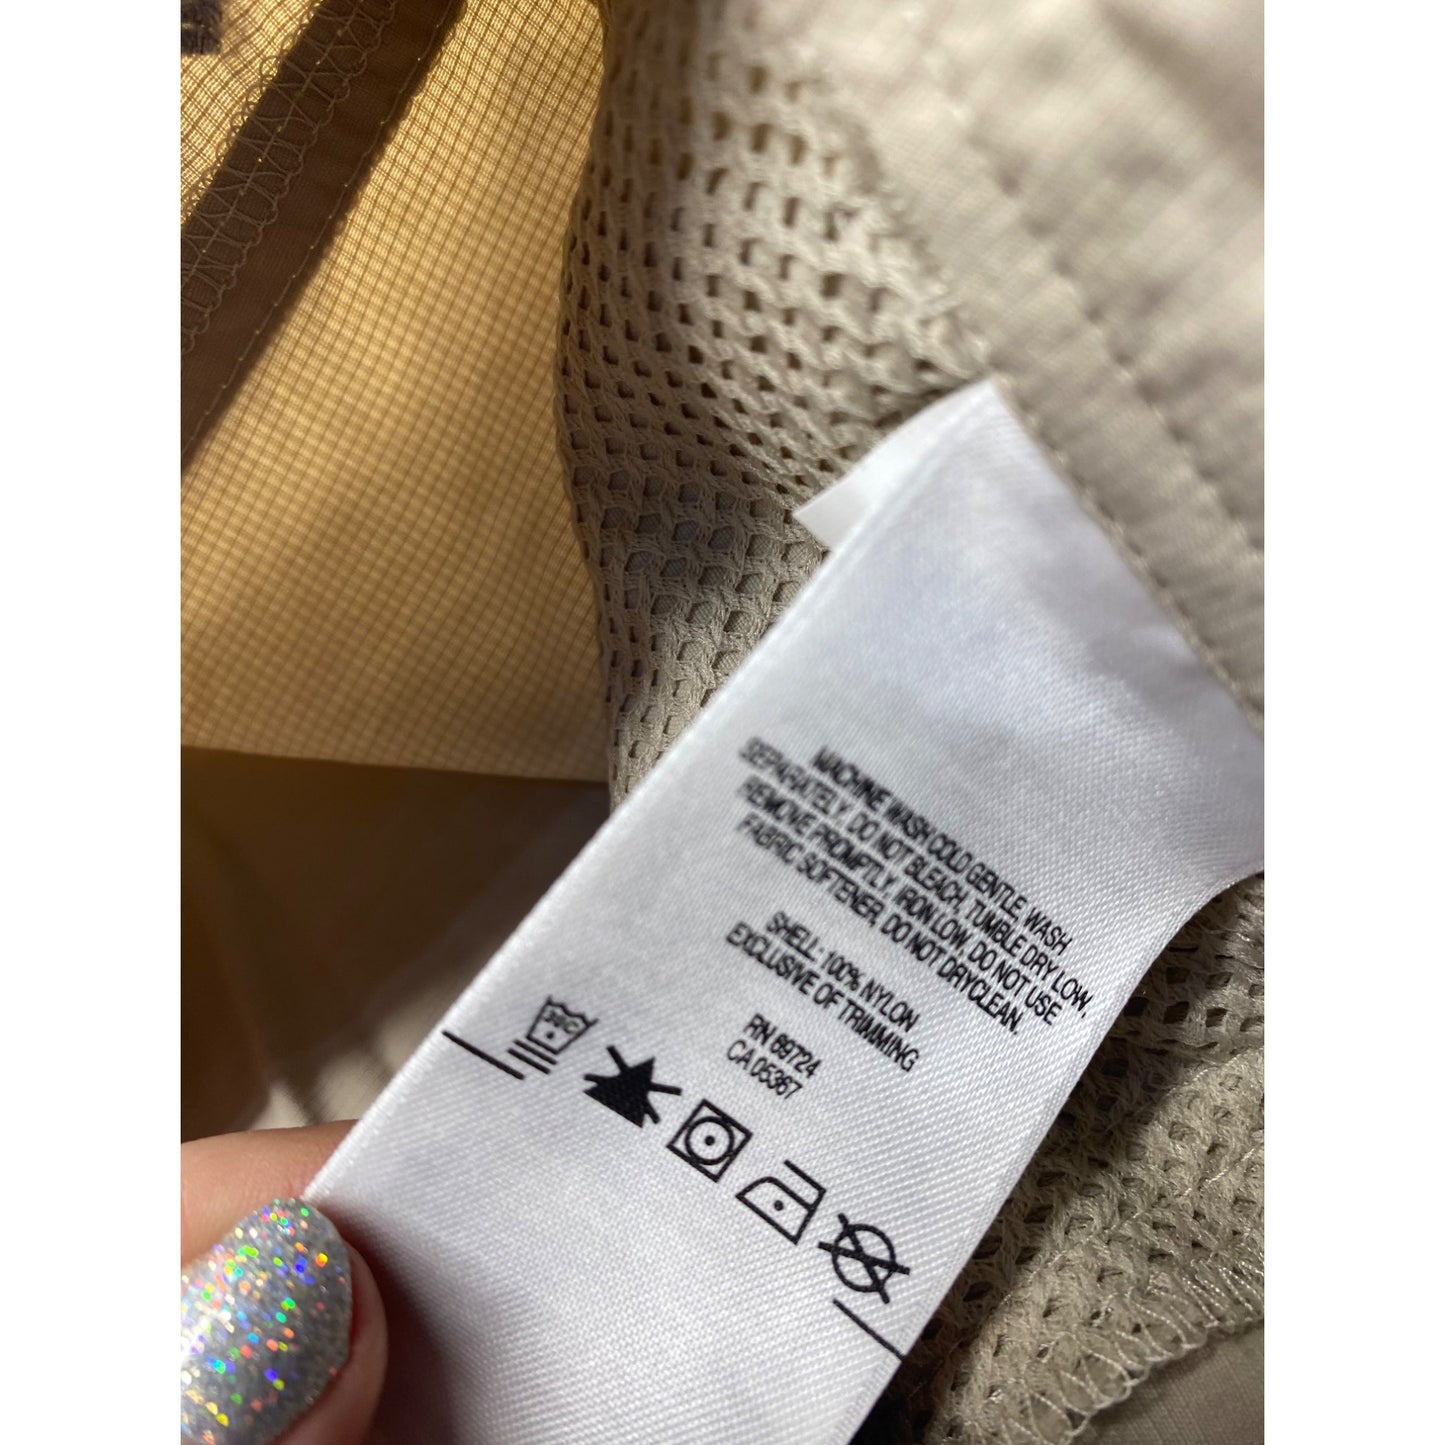 MACHINE WASH COLD GENTLE, WASH
SEPARATELY, DO NOT BLEACH, TUMBLE DRY LOW,
REMOVE PROMPTLY, IRON LOW, DO NOT USE
FABRIC SOFTENER, DO NOT DRYCLEAN.
SHELL: 100% NYLON
EXCLUSIVE OF TRIMMING
RN 69724
CA 05367
30C